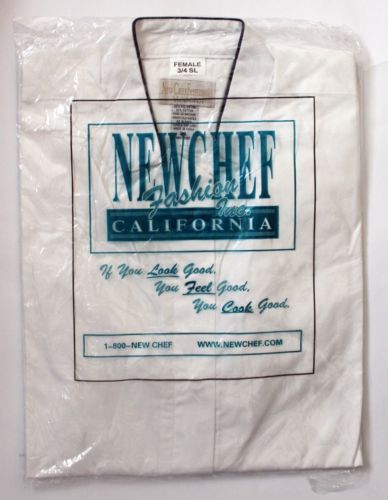 FEMALE
3/4 SL
NEWCHEF
Fashion
Inc.
CALIFORNIA
If You Look Good,
You Feel Good,
You Cook Good.
1-800-NEW CHEF WWW.NEWCHEF.COM